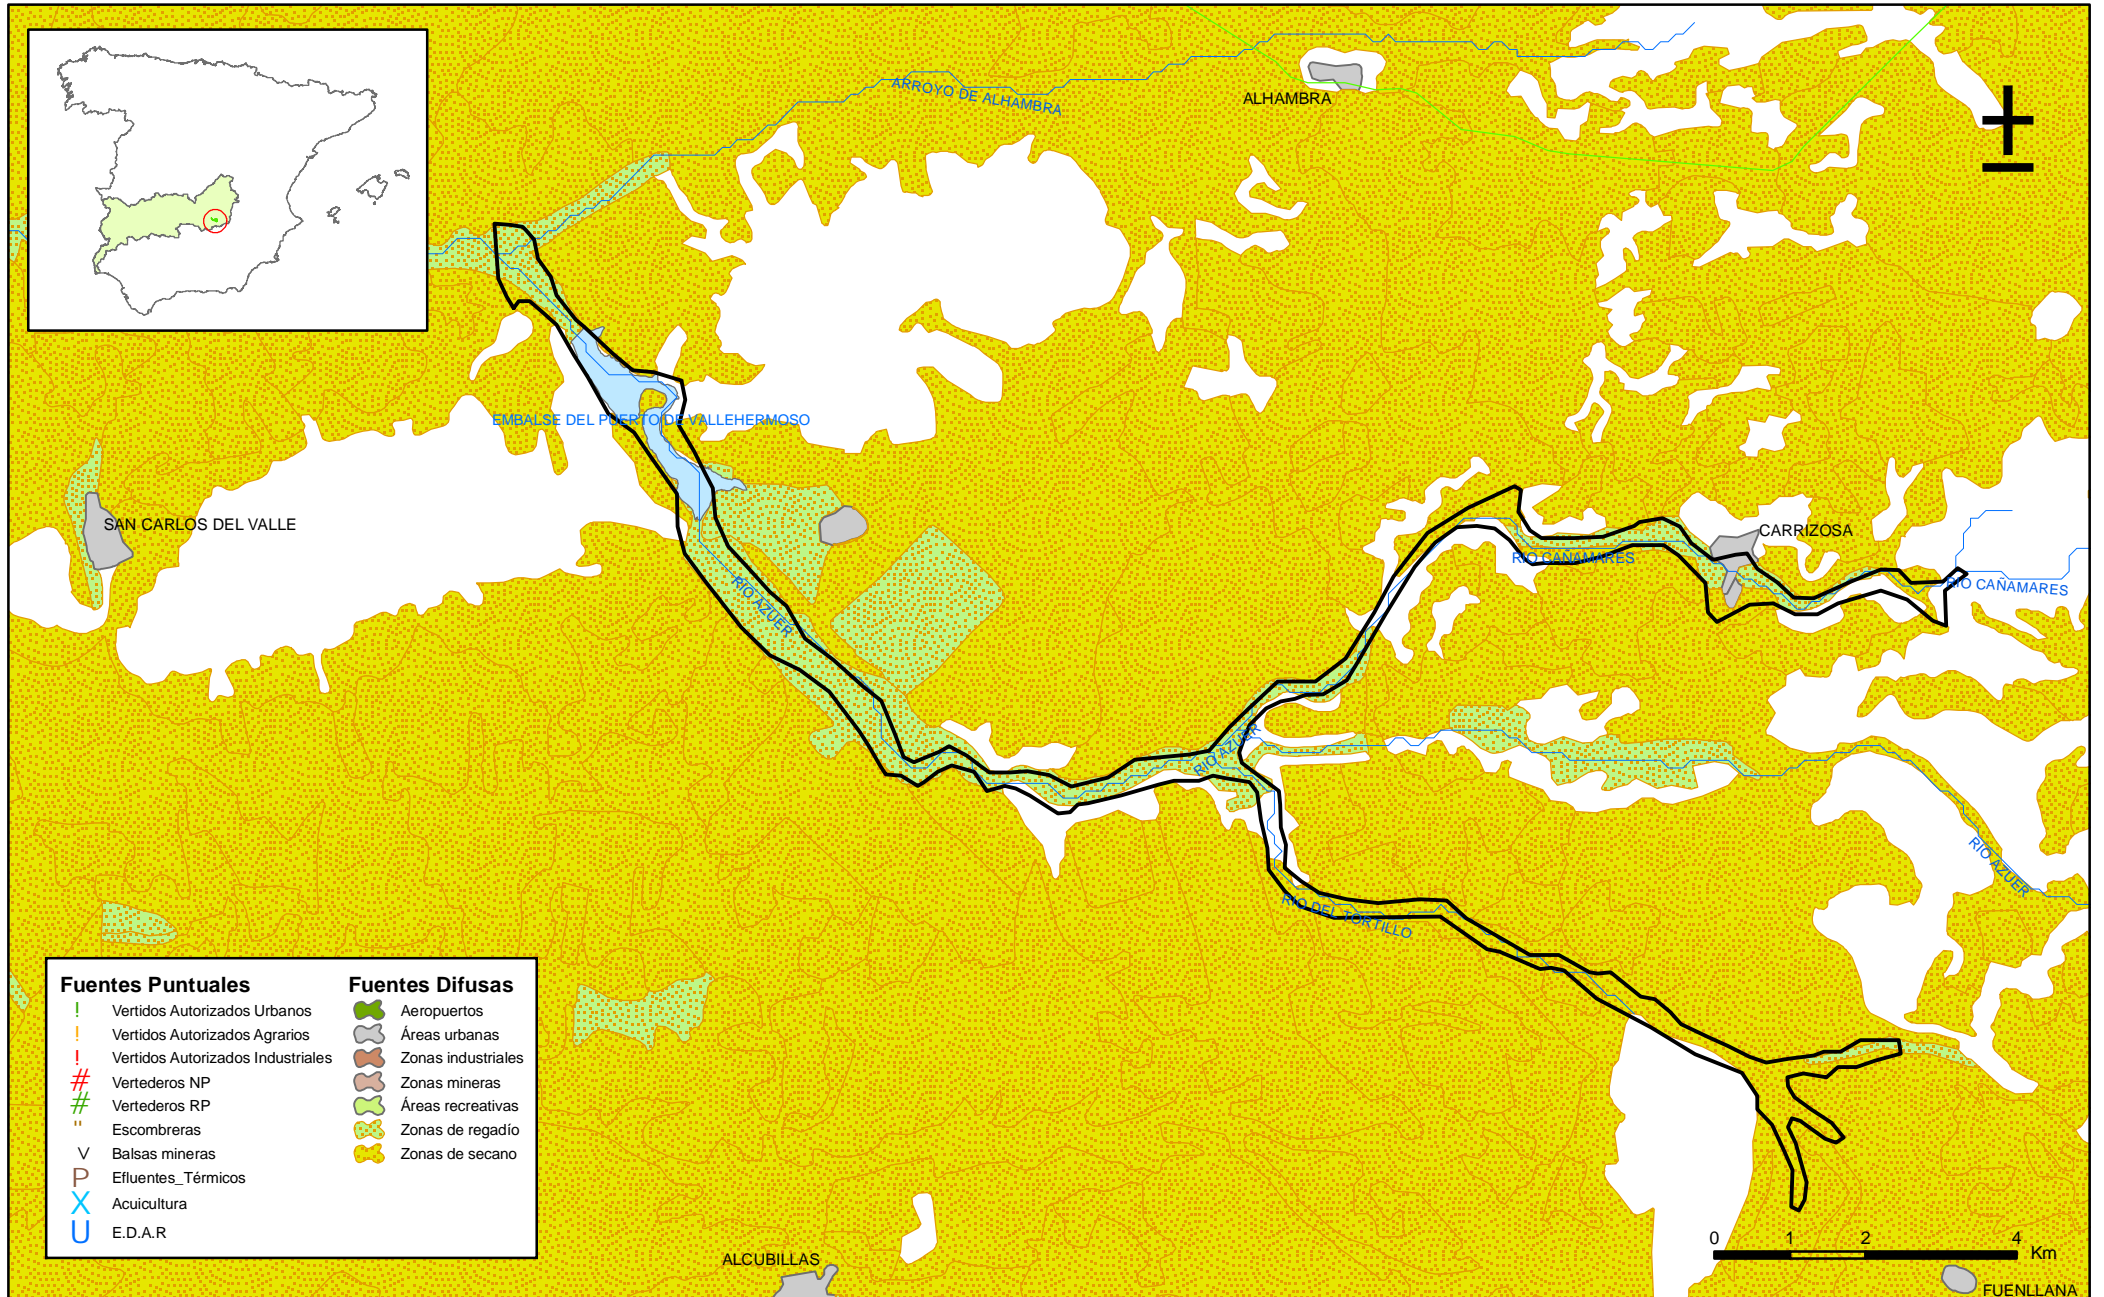 ARROYO DE ALHAMBRA
ALHAMBRA
EMBALSE DEL PUERTO DE VALLEHERMOSO
SAN CARLOS DEL VALLE
CARRIZOSA
RIO CAÑAMARES
RIO CAÑAMARES
RIO AZUER
RIO AZUER
RIO AZUER
RIO DEL TORTILLO
Fuentes Puntuales
! Vertidos Autorizados Urbanos
! Vertidos Autorizados Agrarios
! Vertidos Autorizados Industriales
# Vertederos NP
# Vertederos RP
" Escombreras
V Balsas mineras
P Efluentes_Térmicos
X Acuicultura
U E.D.A.R
Fuentes Difusas
Aeropuertos
Áreas urbanas
Zonas industriales
Zonas mineras
Áreas recreativas
Zonas de regadío
Zonas de secano
ALCUBILLAS
0 1 2 4
Km
FUENLLANA